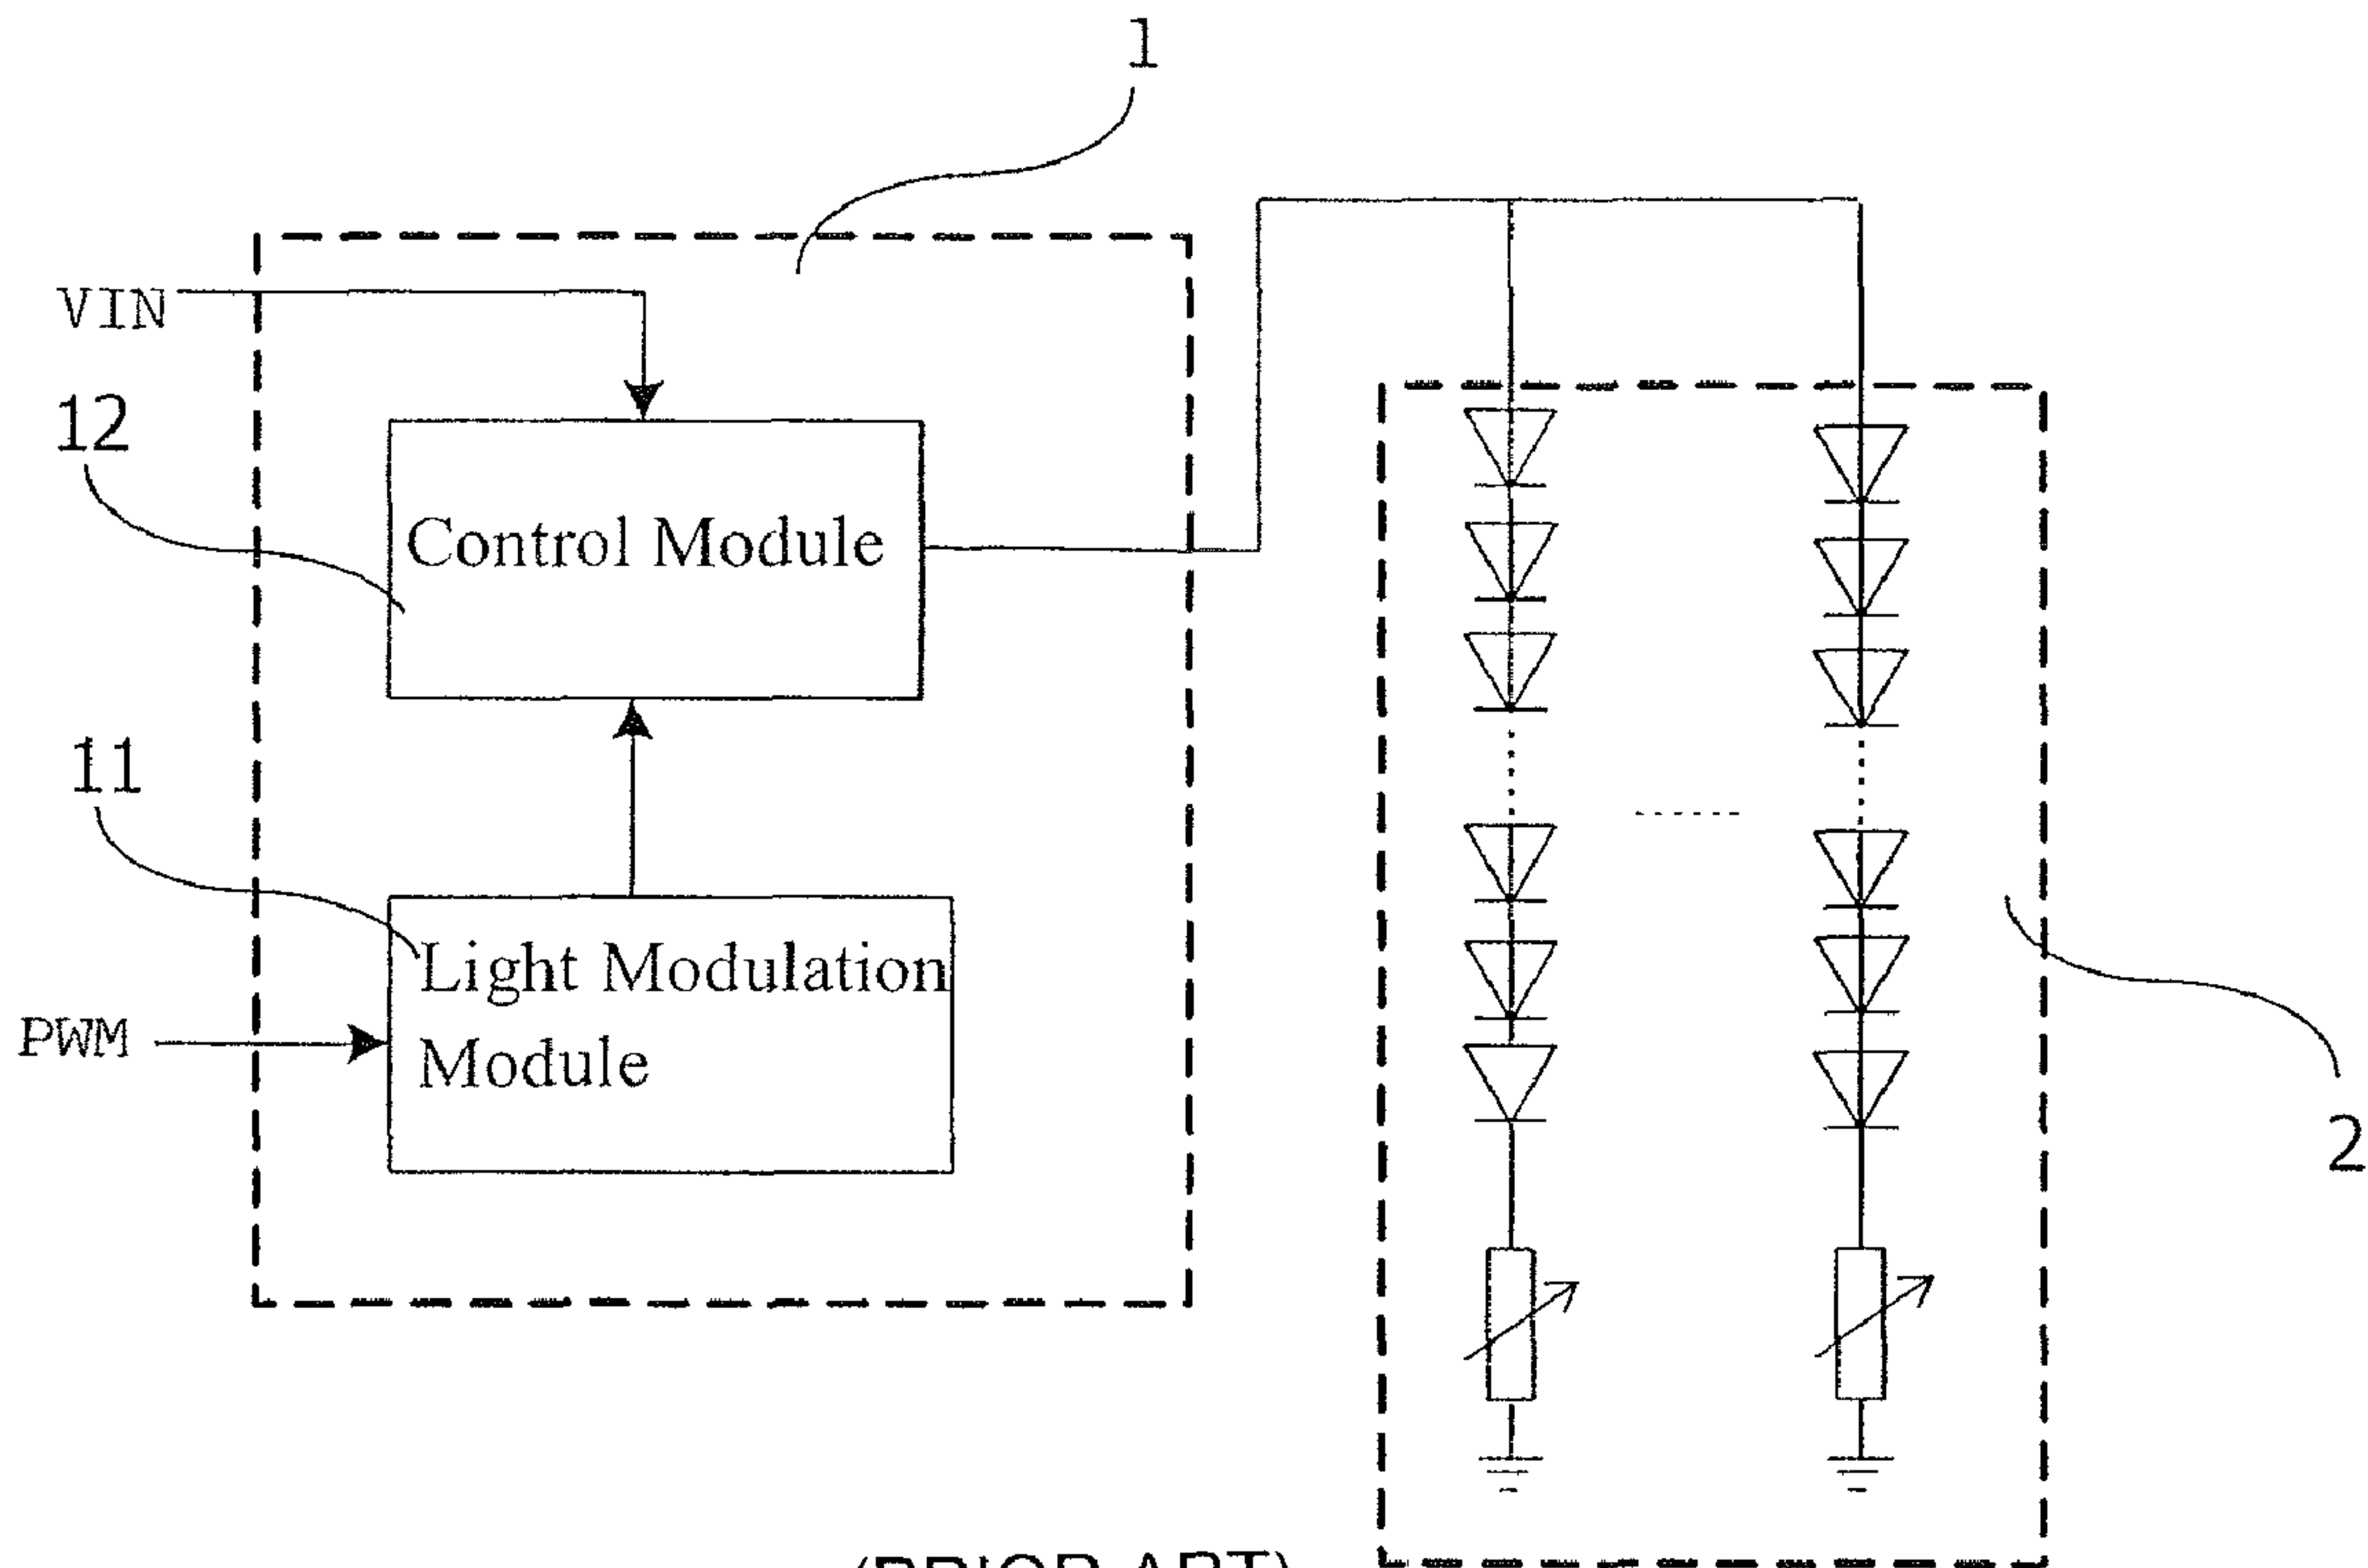 1
VIN
12
Control Module
11
Light Modulation
Module
PWM
2
(PRIOR ART)